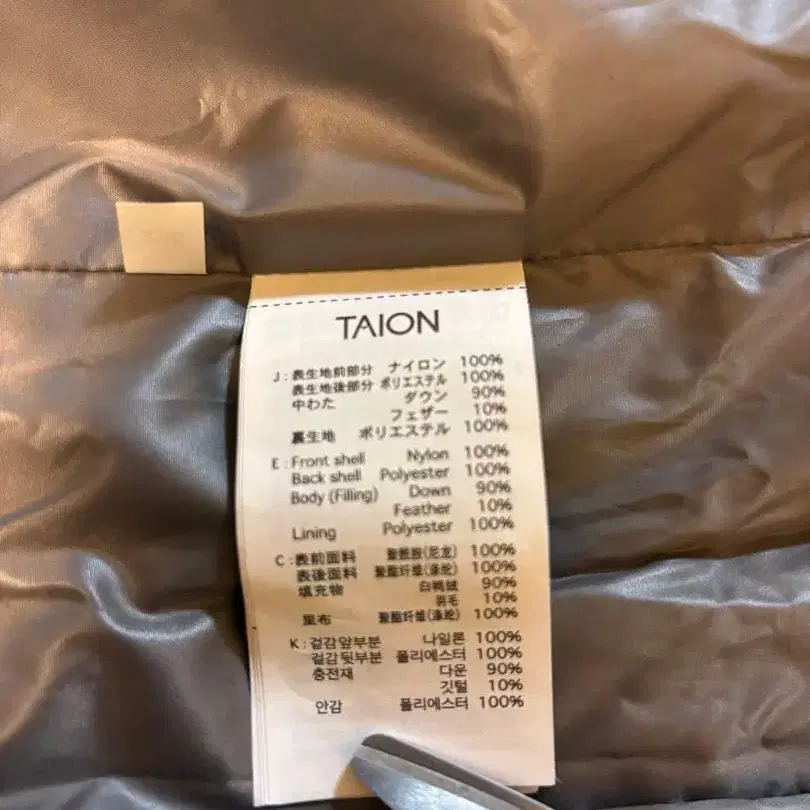 TAION
J : 表生地前部分 ナイロン 100%
表生地後部分 ポリエステル 100%
中わた ダウン 90%
フェザー 10%
裏生地 ポリエステル 100%
E : Front shell Nylon 100%
Back shell Polyester 100%
Body (Filling) Down 90%
Feather 10%
Lining Polyester 100%
C : 表前面料 聚酰胺(尼龙) 100%
表後面料 聚酯纤维(涤纶) 100%
填充物 白鸭绒 90%
羽毛 10%
里布 聚酯纤维(涤纶) 100%
K : 겉감앞부분 나일론 100%
겉감뒷부분 폴리에스터 100%
충전재 다운 90%
깃털 10%
안감 폴리에스터 100%